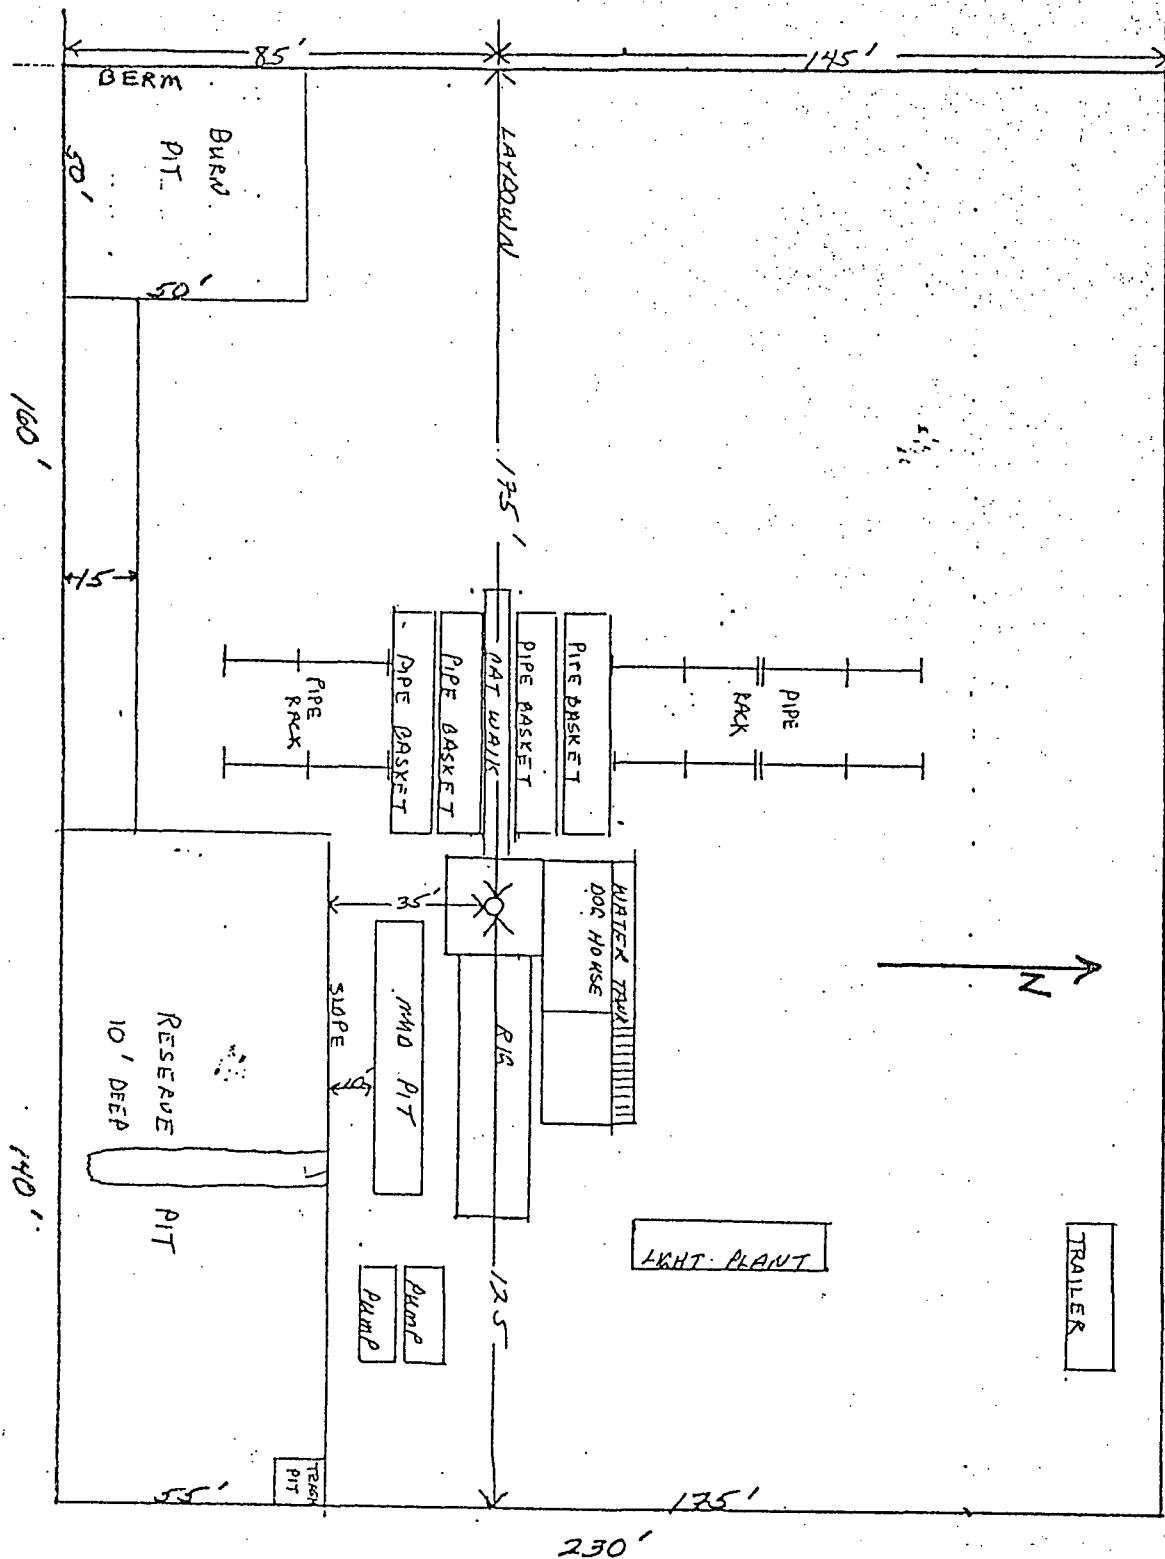 85'
145'
BERM
BURN
PIT
50'
50'
LAYDOWN
160'
175'
15
PIPE
RACK
PIPE BASKET
PIPE BASKET
CAT WALK
PIPE BASKET
PIPE BASKET
PIPE
RACK
35'
WATER TANK
DOG HOUSE
RIG
N
SLOPE
10'
MUD PIT
RESERVE PIT
10' DEEP
140'
LIGHT PLANT
TRAILER
PUMP
PUMP
125
TRASH
PIT
55'
175'
230'